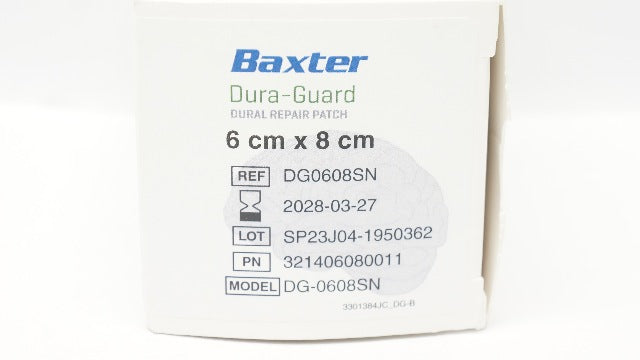 Baxter
Dura-Guard
DURAL REPAIR PATCH
6 cm x 8 cm
REF DG0608SN
2028-03-27
LOT SP23J04-1950362
PN 321406080011
MODEL DG-0608SN
3301384JC_DG-B